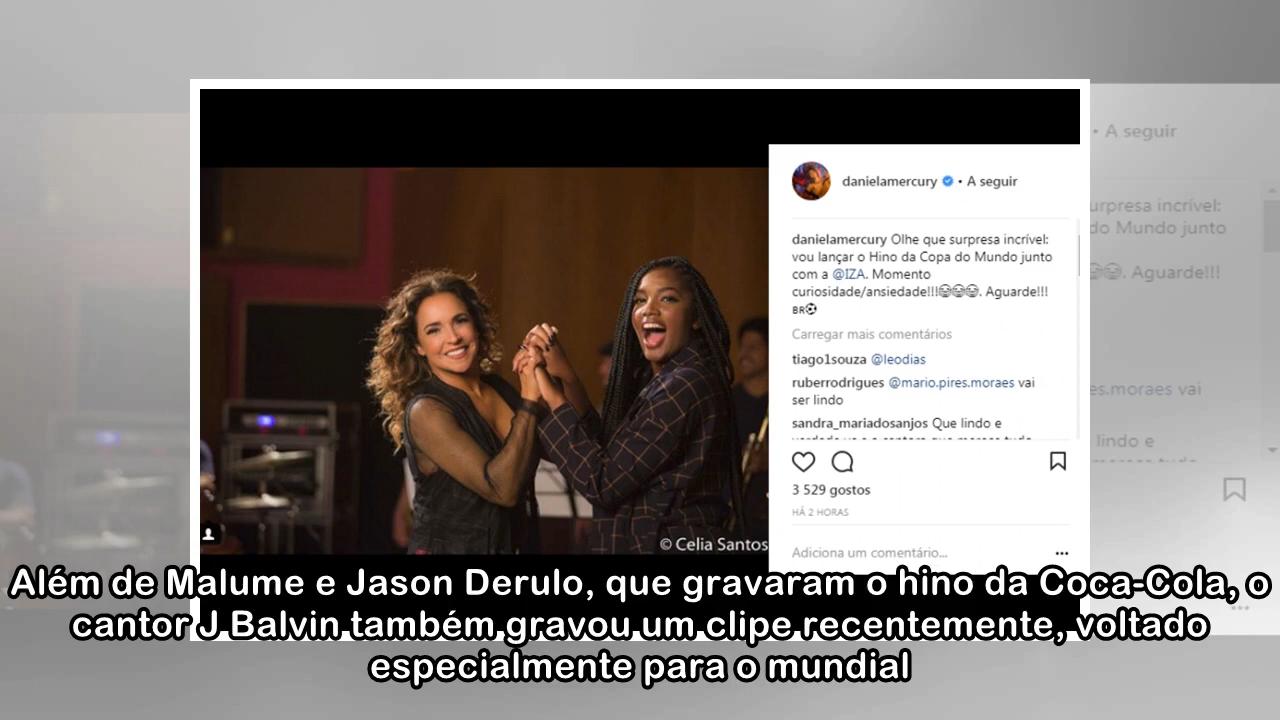 danielamercury • A seguir
danielamercury Olhe que surpresa incrível:
vou lançar o Hino da Copa do Mundo junto
com a @IZA. Momento
curiosidade/ansiedade!!!😂😂😂. Aguarde!!!
BR⚽
Carregar mais comentários
tiago1souza @leodias
ruberrodrigues @mario.pires.moraes vai
ser lindo
sandra_mariadosanjos Que lindo e
3 529 gostos
HÁ 2 HORAS
Adiciona um comentário...
© Celia Santos
• A seguir
urpresa incrível:
do Mundo junto
. Aguarde!!!
es.moraes vai
lindo e
Além de Malume e Jason Derulo, que gravaram o hino da Coca-Cola, o
cantor J Balvin também gravou um clipe recentemente, voltado
especialmente para o mundial